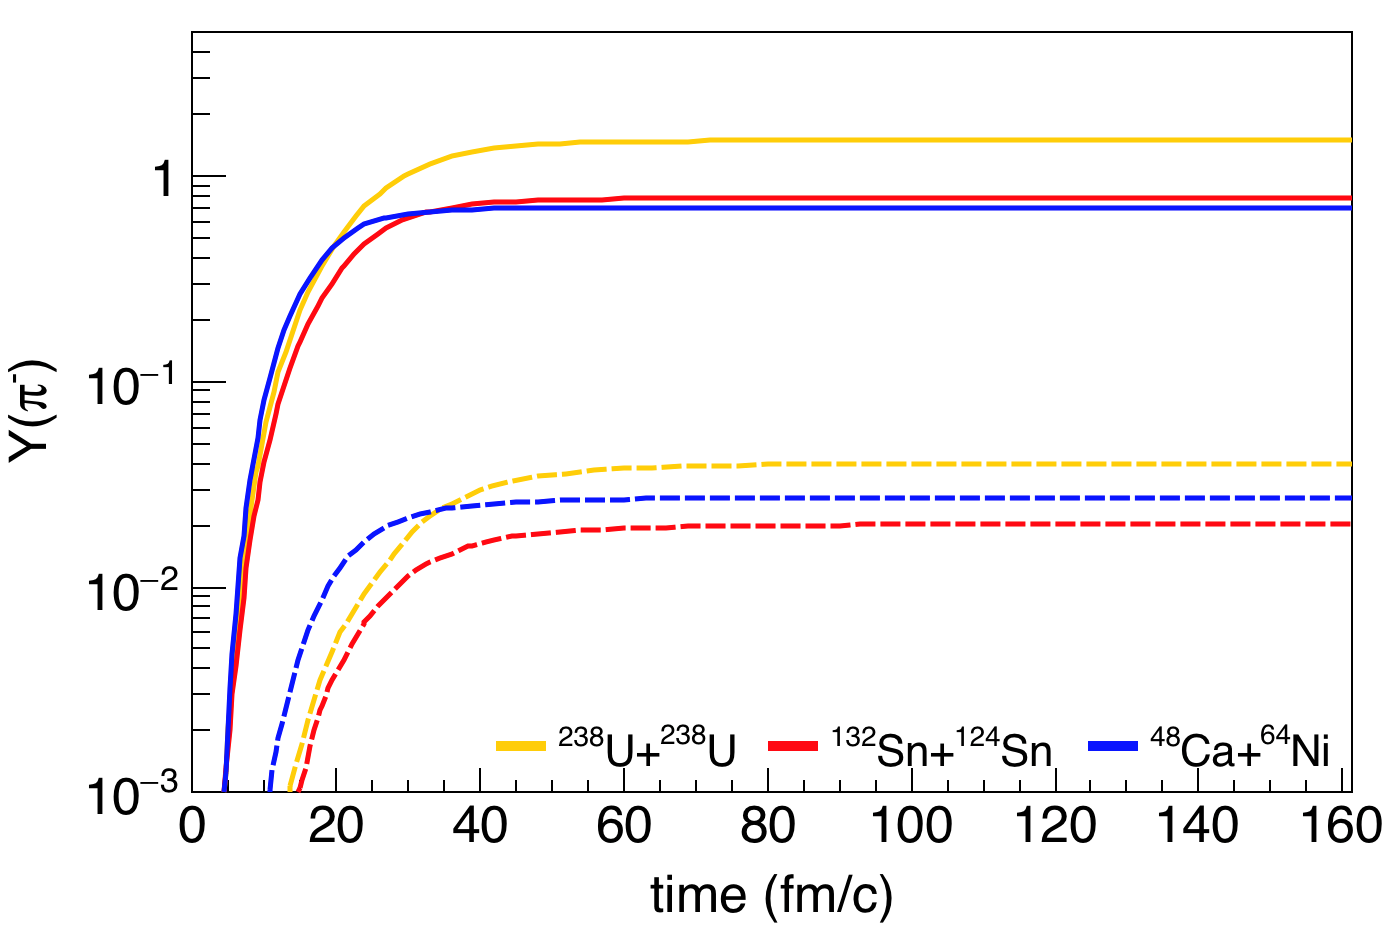 Y(π⁻)
1
10⁻¹
10⁻²
10⁻³
²³⁸U+²³⁸U ¹³²Sn+¹²⁴Sn ⁴⁸Ca+⁶⁴Ni
0 20 40 60 80 100 120 140 160
time (fm/c)